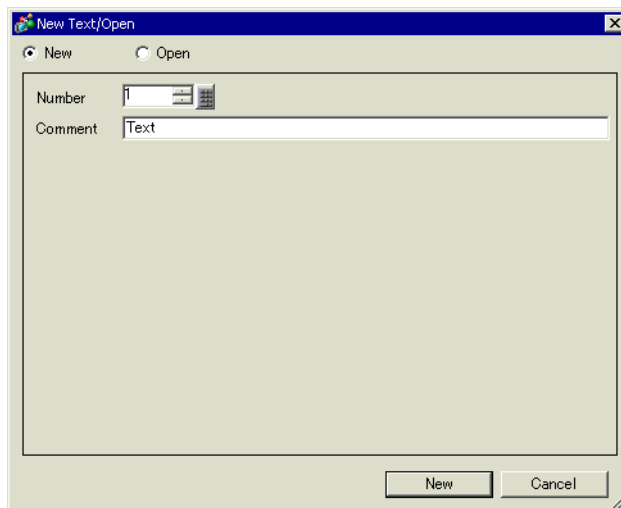 New Text/Open
New Open
Number 1
Comment Text
New Cancel